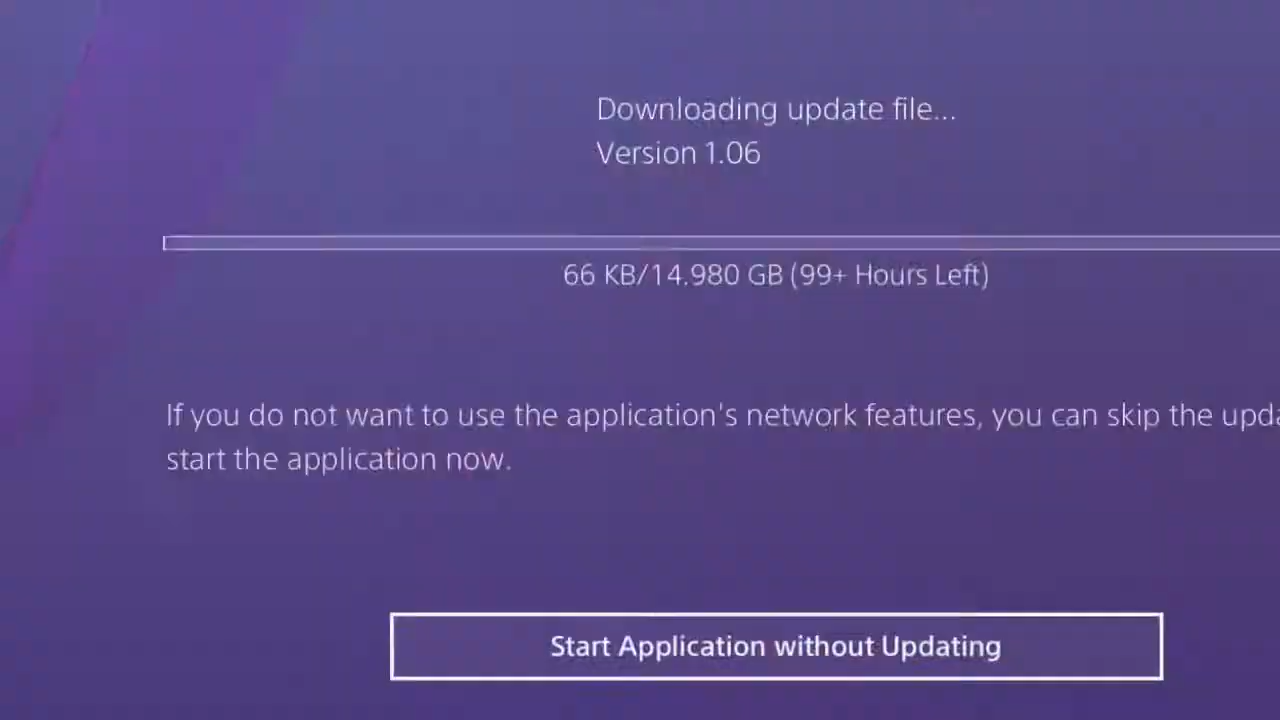 Downloading update file...
Version 1.06
66 KB/14.980 GB (99+ Hours Left)
If you do not want to use the application's network features, you can skip the upda
start the application now.
Start Application without Updating